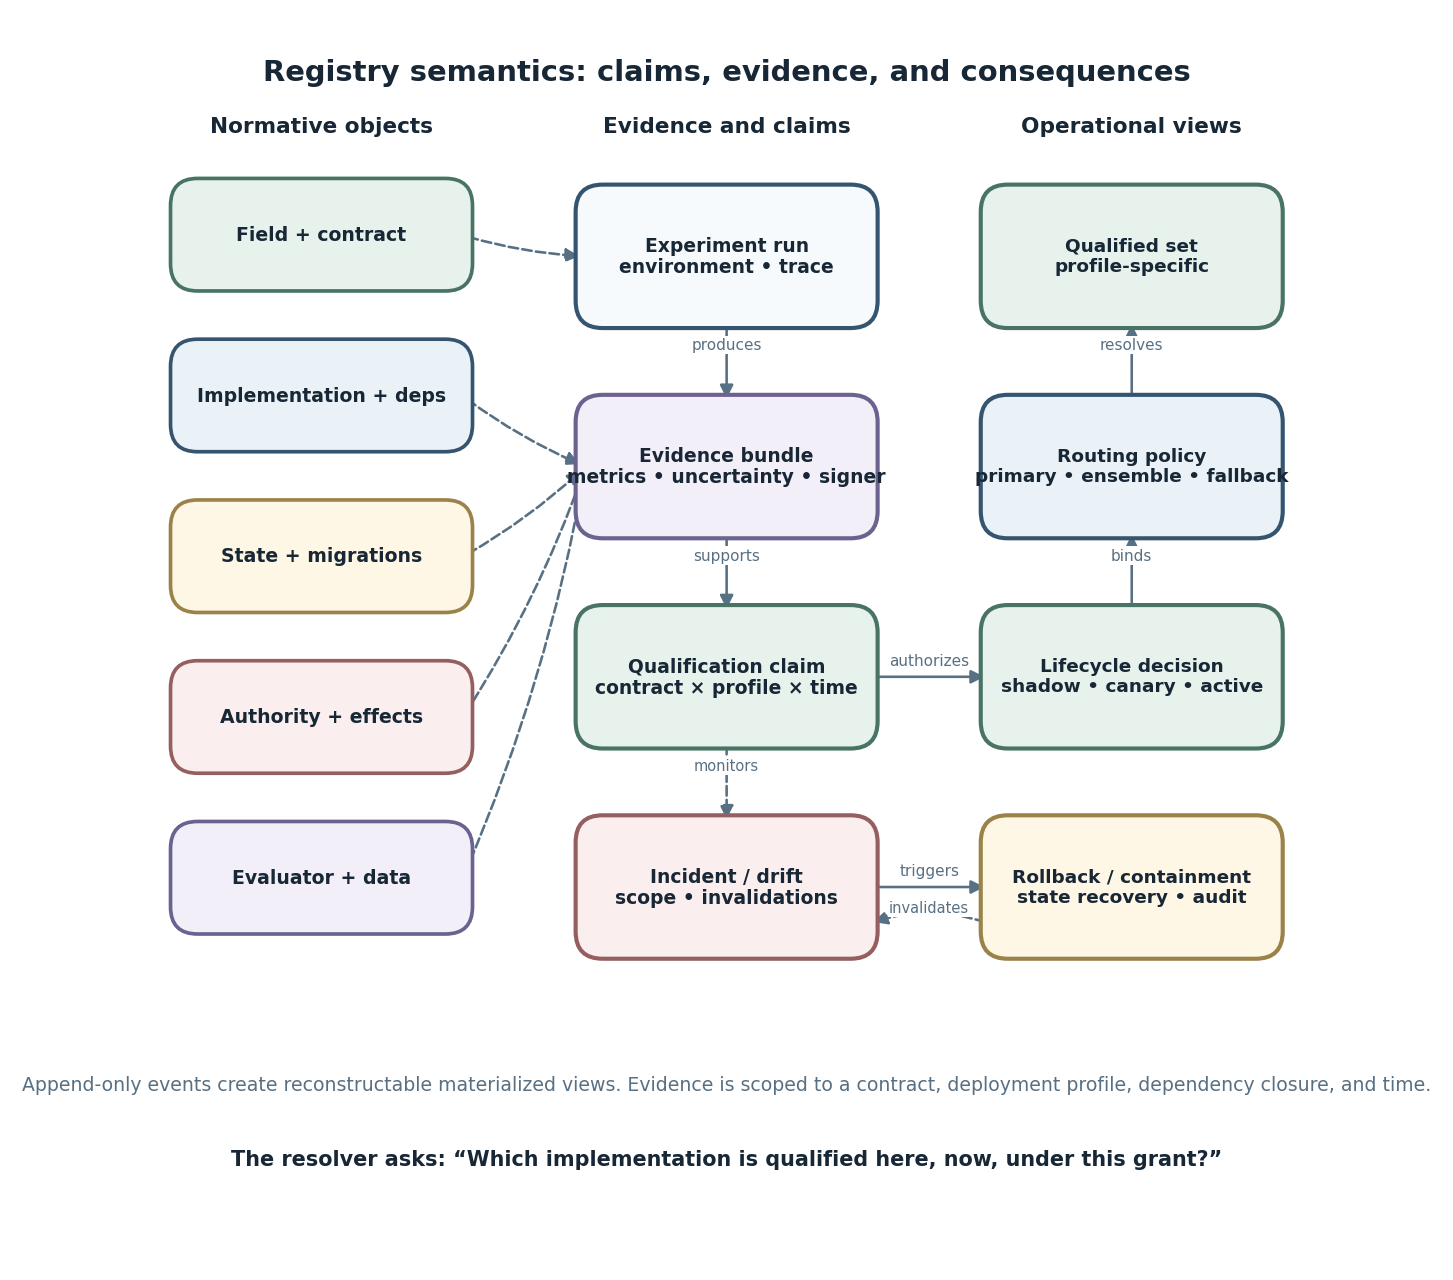 Registry semantics: claims, evidence, and consequences
Normative objects
Evidence and claims
Operational views
Field + contract
Implementation + deps
State + migrations
Authority + effects
Evaluator + data
Experiment run
environment • trace
produces
Evidence bundle
metrics • uncertainty • signer
supports
Qualification claim
contract × profile × time
monitors
Incident / drift
scope • invalidations
authorizes
triggers
invalidates
Qualified set
profile-specific
resolves
Routing policy
primary • ensemble • fallback
binds
Lifecycle decision
shadow • canary • active
Rollback / containment
state recovery • audit
Append-only events create reconstructable materialized views. Evidence is scoped to a contract, deployment profile, dependency closure, and time.
The resolver asks: “Which implementation is qualified here, now, under this grant?”